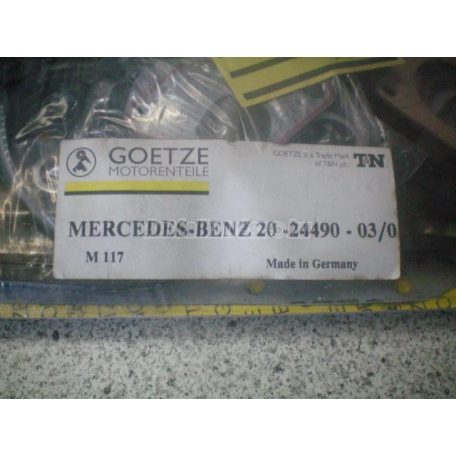 GOETZE
MOTORENTEILE
GOETZE is a Trade Mark
of T&N plc
T&N
MERCEDES-BENZ 20 -24490 - 03/0
M 117
Made in Germany